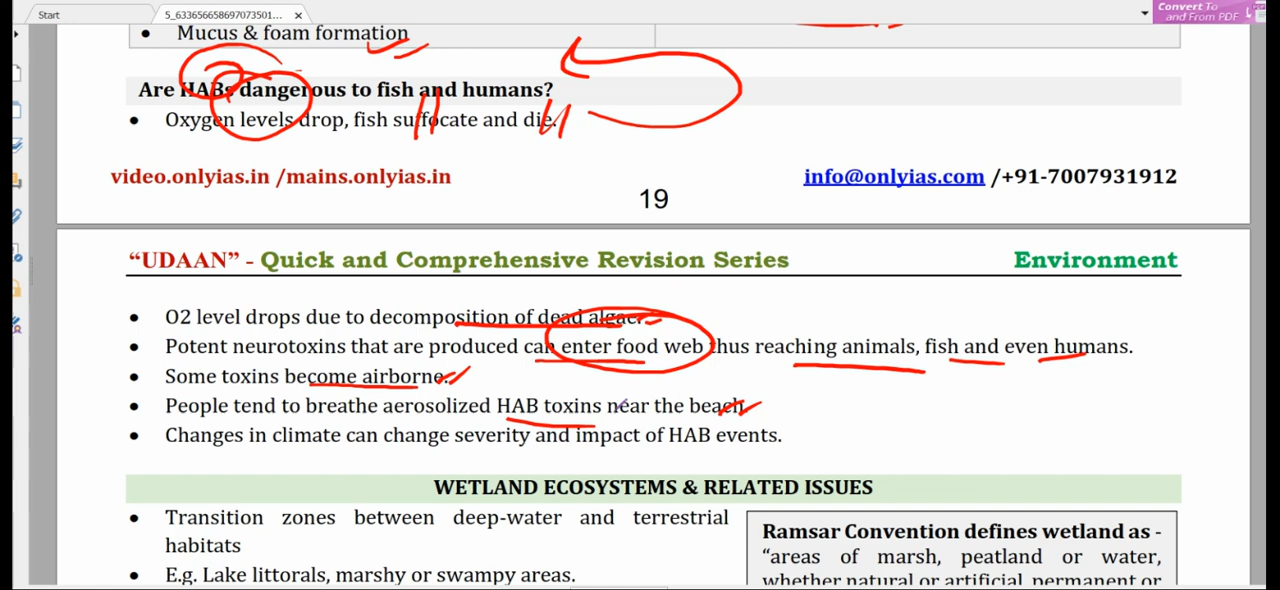 Start
5_633656658697073501...
Convert To
and From PDF
• Mucus & foam formation
Are HABs dangerous to fish and humans?
• Oxygen levels drop, fish suffocate and die.
video.onlyias.in /mains.onlyias.in
info@onlyias.com /+91-7007931912
19
“UDAAN” - Quick and Comprehensive Revision Series
Environment
• O2 level drops due to decomposition of dead algae.
• Potent neurotoxins that are produced can enter food web thus reaching animals, fish and even humans.
• Some toxins become airborne.
• People tend to breathe aerosolized HAB toxins near the beach.
• Changes in climate can change severity and impact of HAB events.
WETLAND ECOSYSTEMS & RELATED ISSUES
• Transition zones between deep-water and terrestrial
habitats
• E.g. Lake littorals, marshy or swampy areas.
Ramsar Convention defines wetland as -
“areas of marsh, peatland or water,
whether natural or artificial, permanent or